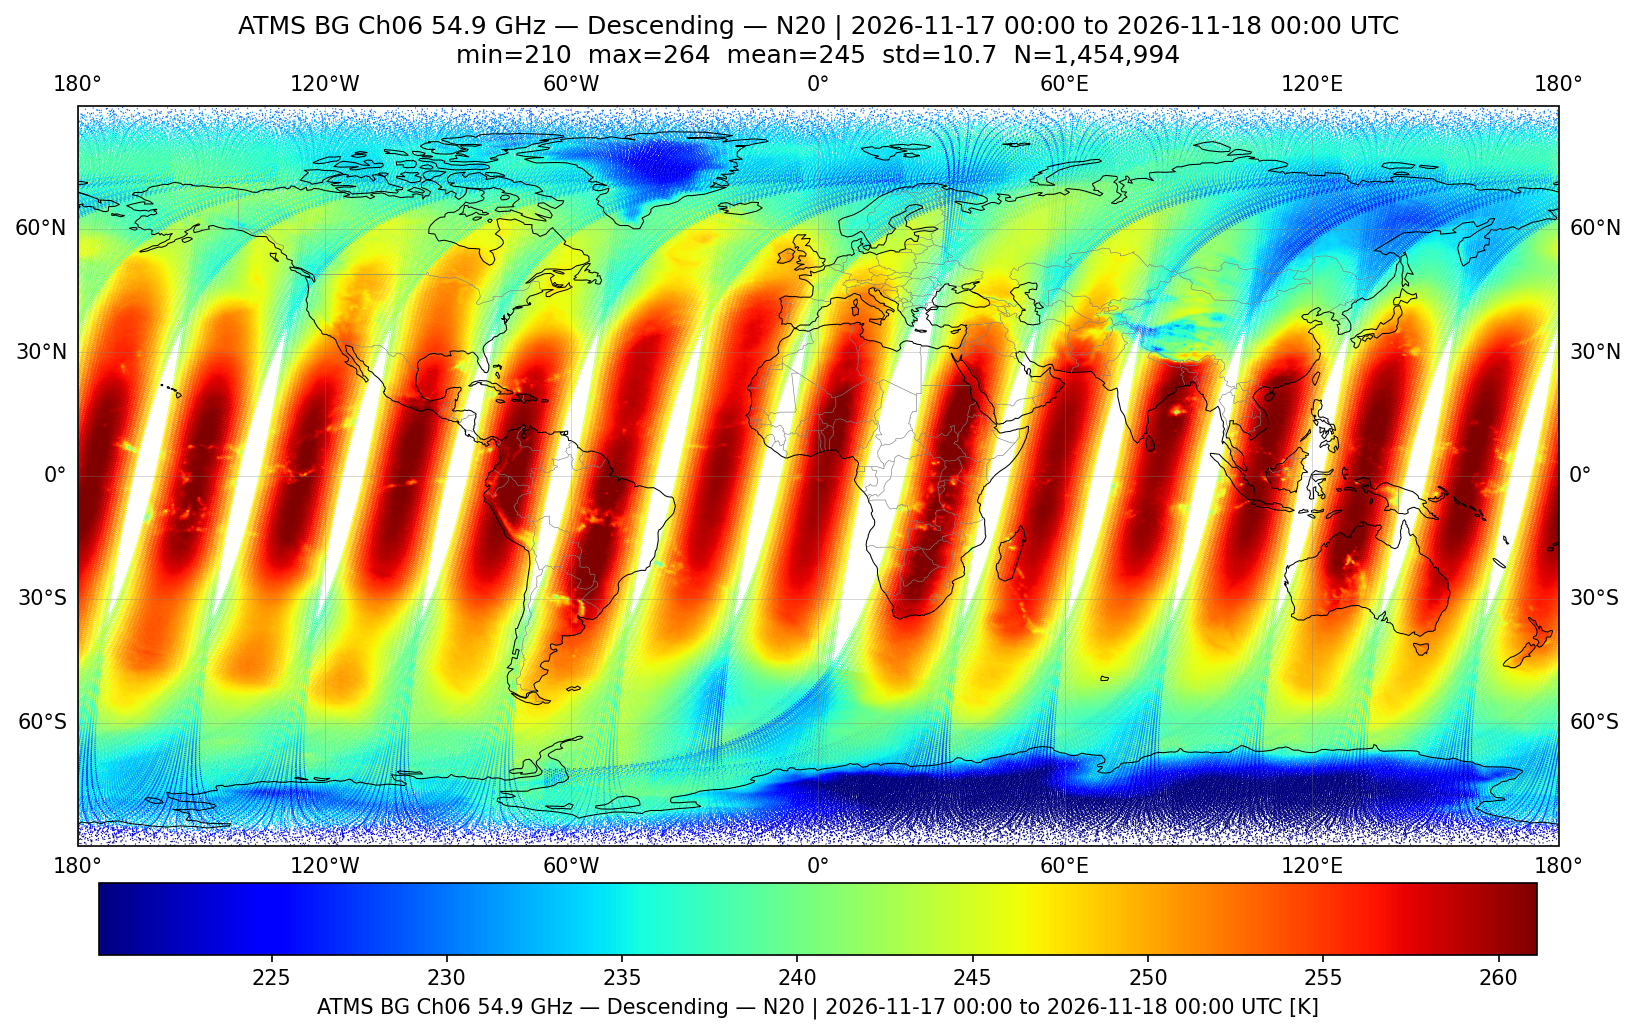 ATMS BG Ch06 54.9 GHz — Descending — N20 | 2026-11-17 00:00 to 2026-11-18 00:00 UTC
min=210 max=264 mean=245 std=10.7 N=1,454,994
180° 120°W 60°W 0° 60°E 120°E 180°
60°N 60°N
30°N 30°N
0° 0°
30°S 30°S
60°S 60°S
180° 120°W 60°W 0° 60°E 120°E 180°
225 230 235 240 245 250 255 260
ATMS BG Ch06 54.9 GHz — Descending — N20 | 2026-11-17 00:00 to 2026-11-18 00:00 UTC [K]